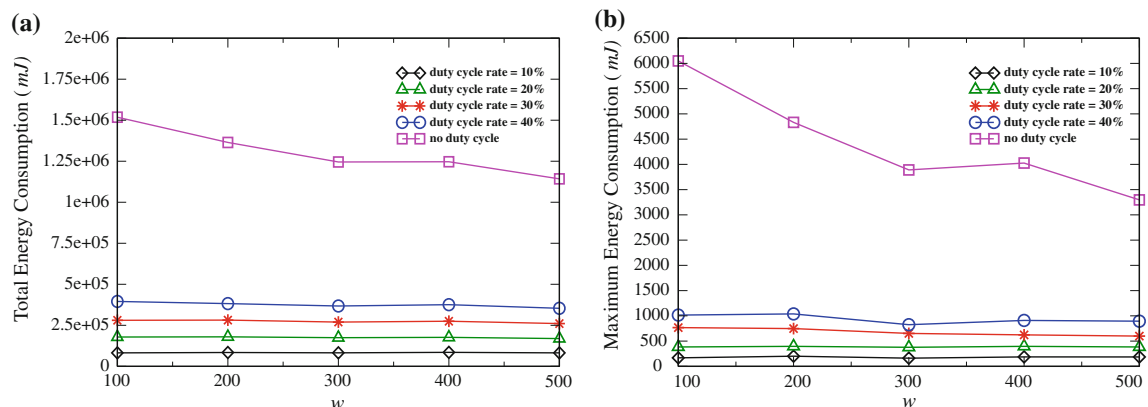 (a)
Total Energy Consumption ( mJ )
2e+06
1.75e+06
1.5e+06
1.25e+06
1e+06
7.5e+05
5e+05
2.5e+05
0
100
200
300
400
500
w
duty cycle rate = 10%
duty cycle rate = 20%
duty cycle rate = 30%
duty cycle rate = 40%
no duty cycle
(b)
Maximum Energy Consumption ( mJ )
6500
6000
5500
5000
4500
4000
3500
3000
2500
2000
1500
1000
500
0
100
200
300
400
500
w
duty cycle rate = 10%
duty cycle rate = 20%
duty cycle rate = 30%
duty cycle rate = 40%
no duty cycle